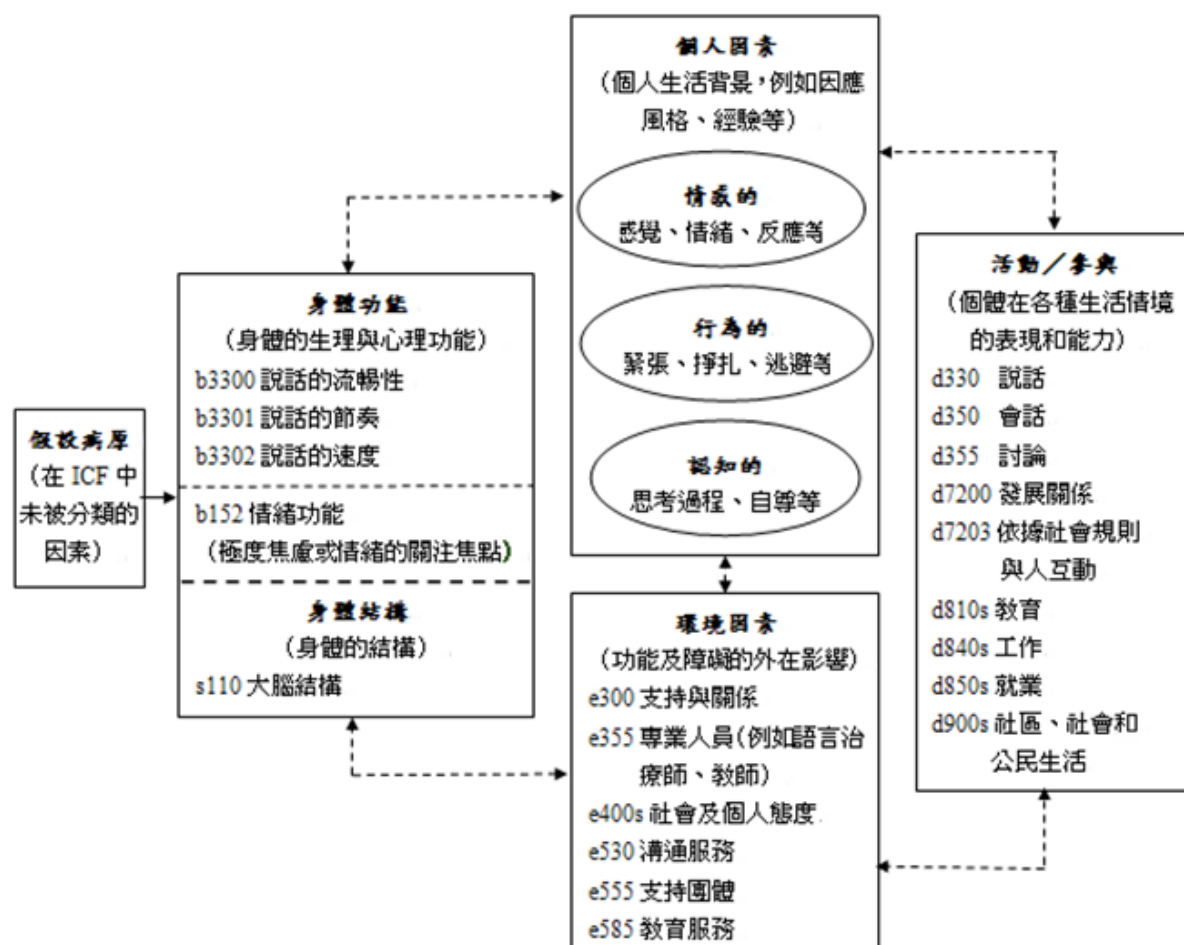 假設病原
(在 ICF 中
未被分類的
因素)
身體功能
(身體的生理與心理功能)
b3300 說話的流暢性
b3301 說話的節奏
b3302 說話的速度
b152 情緒功能
(極度焦慮或情緒的關注焦點)
身體結構
(身體的結構)
s110 大腦結構
個人因素
(個人生活背景,例如因應
風格、經驗等)
情感的
感覺、情緒、反應等
行為的
緊張、掙扎、逃避等
認知的
思考過程、自尊等
環境因素
(功能及障礙的外在影響)
e300 支持與關係
e355 專業人員(例如語言治
療師、教師)
e400s 社會及個人態度
e530 溝通服務
e555 支持團體
e585 教育服務
活動/參與
(個體在各種生活情境
的表現和能力)
d330 說話
d350 會話
d355 討論
d7200 發展關係
d7203 依據社會規則
與人互動
d810s 教育
d840s 工作
d850s 就業
d900s 社區、社會和
公民生活